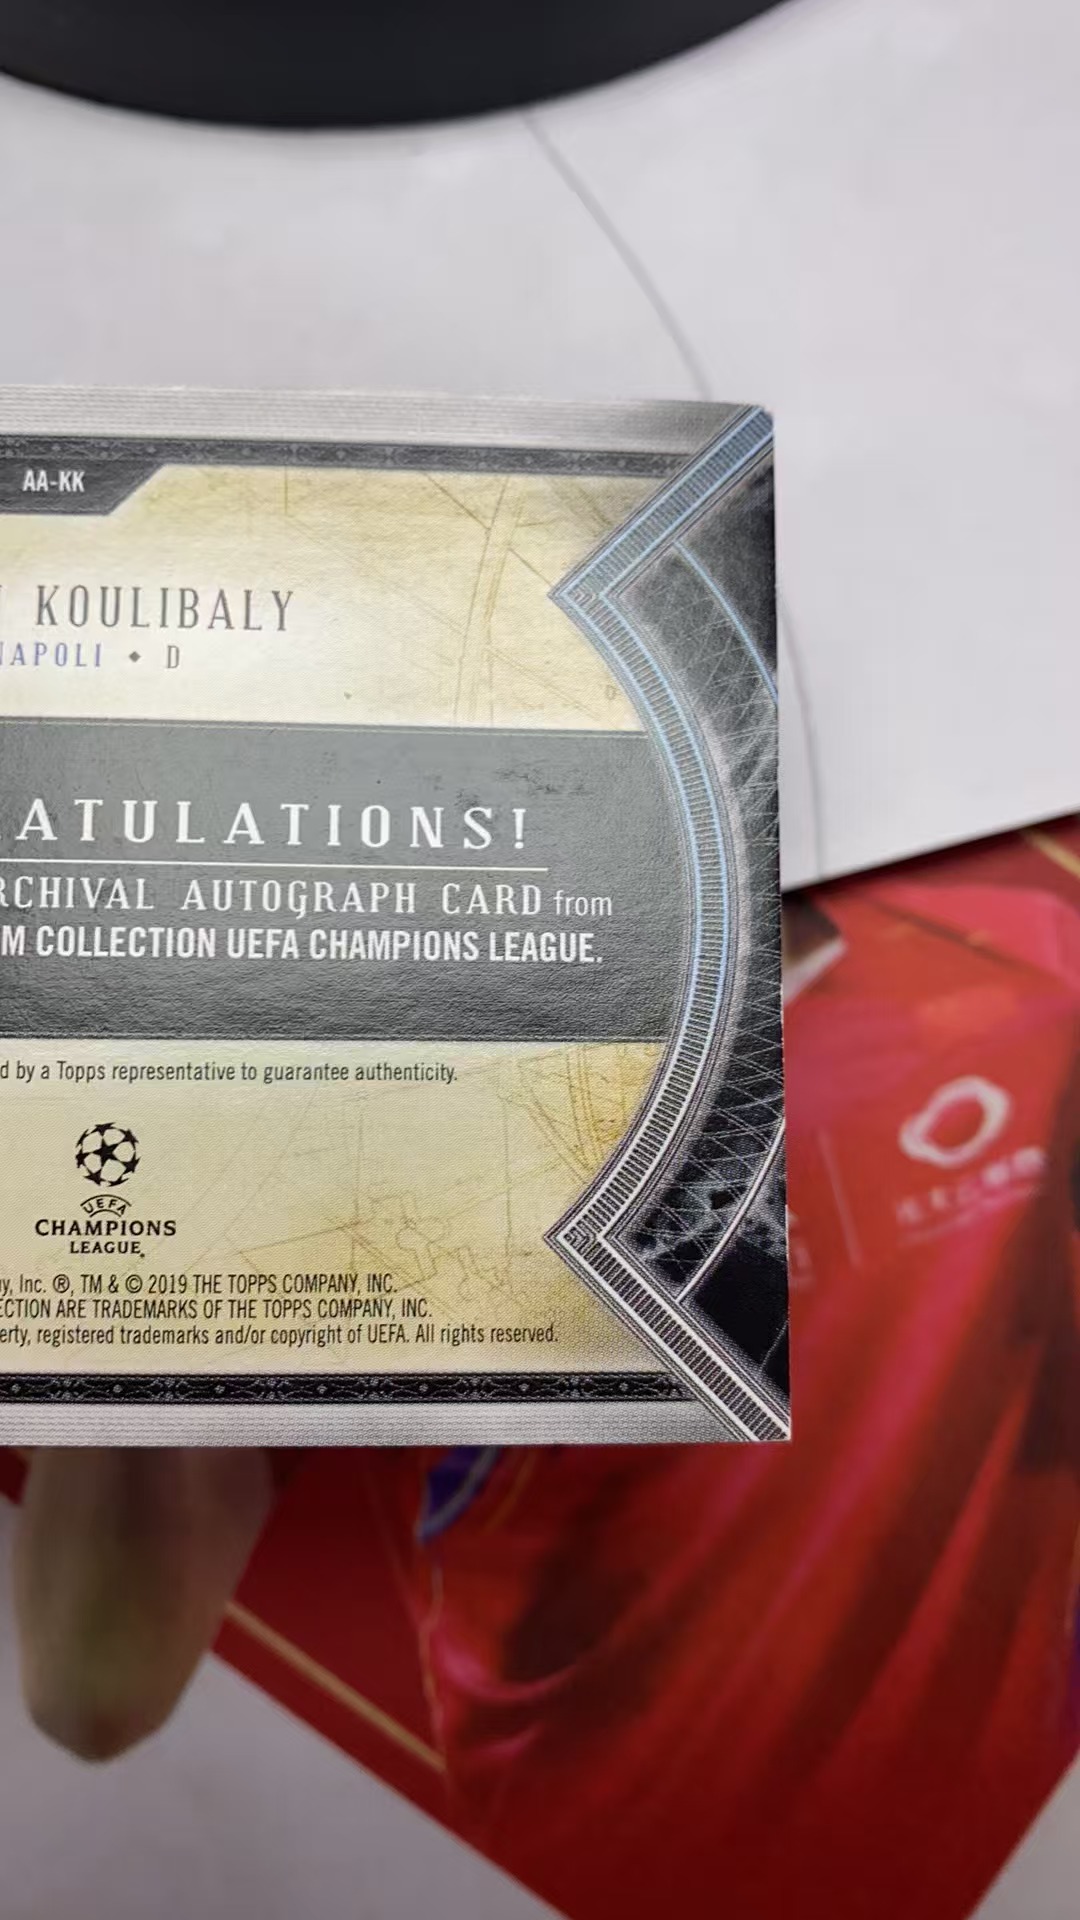 AA-KK
KOULIBALY
NAPOLI ◆ D
ATULATIONS!
RCHIVAL AUTOGRAPH CARD from
M COLLECTION UEFA CHAMPIONS LEAGUE.
d by a Topps representative to guarantee authenticity.
UEFA
CHAMPIONS
LEAGUE®
y, Inc. ®, TM & © 2019 THE TOPPS COMPANY, INC.
ECTION ARE TRADEMARKS OF THE TOPPS COMPANY, INC.
erty, registered trademarks and/or copyright of UEFA. All rights reserved.